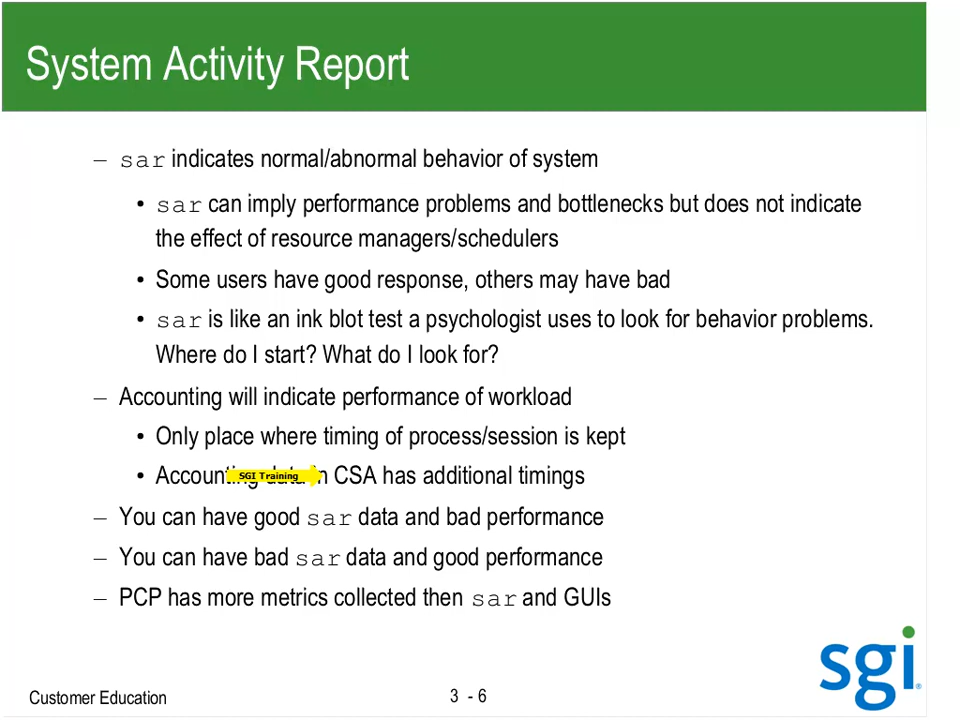 System Activity Report
– sar indicates normal/abnormal behavior of system
• sar can imply performance problems and bottlenecks but does not indicate
the effect of resource managers/schedulers
• Some users have good response, others may have bad
• sar is like an ink blot test a psychologist uses to look for behavior problems.
Where do I start? What do I look for?
– Accounting will indicate performance of workload
• Only place where timing of process/session is kept
• Accounting data in CSA has additional timings
SGI Training
– You can have good sar data and bad performance
– You can have bad sar data and good performance
– PCP has more metrics collected then sar and GUIs
sgi®
Customer Education
3 - 6